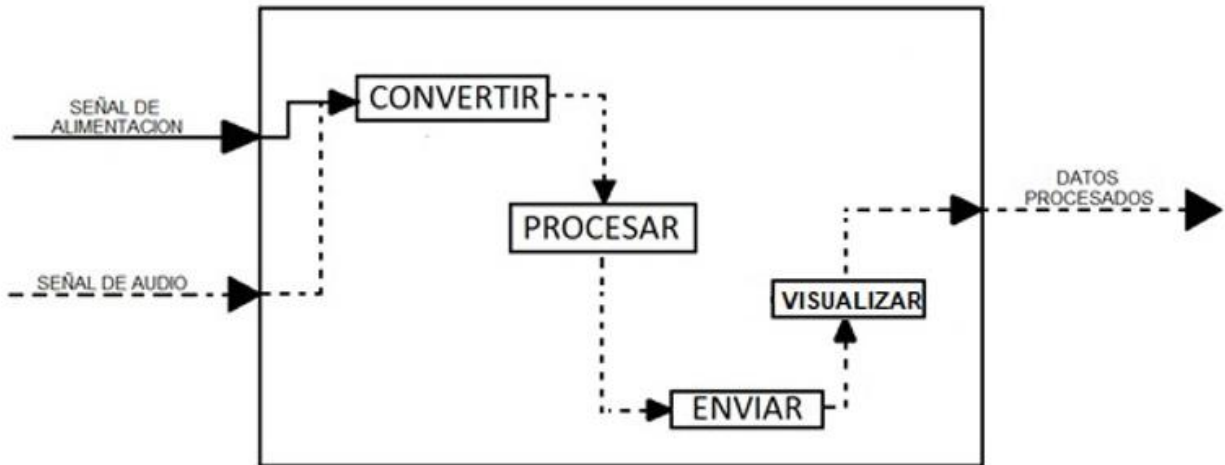 SEÑAL DE
ALIMENTACION
SEÑAL DE AUDIO
CONVERTIR
PROCESAR
ENVIAR
VISUALIZAR
DATOS
PROCESADOS